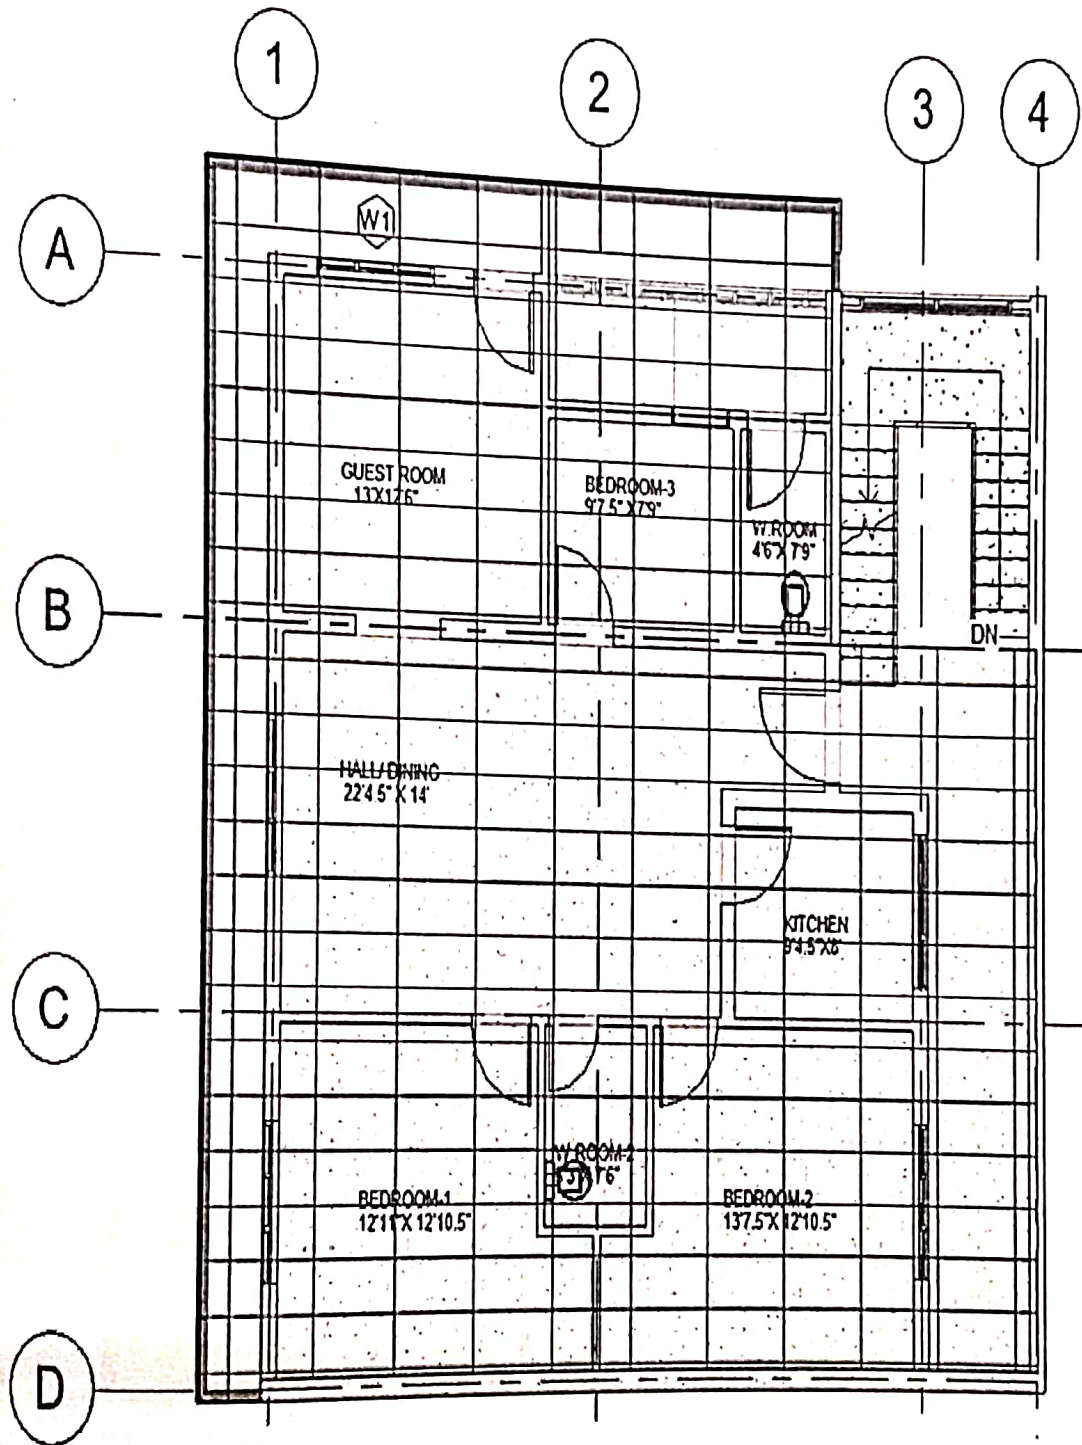 1
2
3
4
A
W1
GUEST ROOM
13'X12'6"
BEDROOM-3
9'7.5" X7'9"
W.ROOM
4'6"X 7'9"
B
DN
HALL/DINING
22'4.5" X 14'
KITCHEN
9'4.5"X8'
C
W.ROOM-2
BEDROOM-1
12'11"X 12'10.5"
BEDROOM-2
13'7.5"X 12'10.5"
D